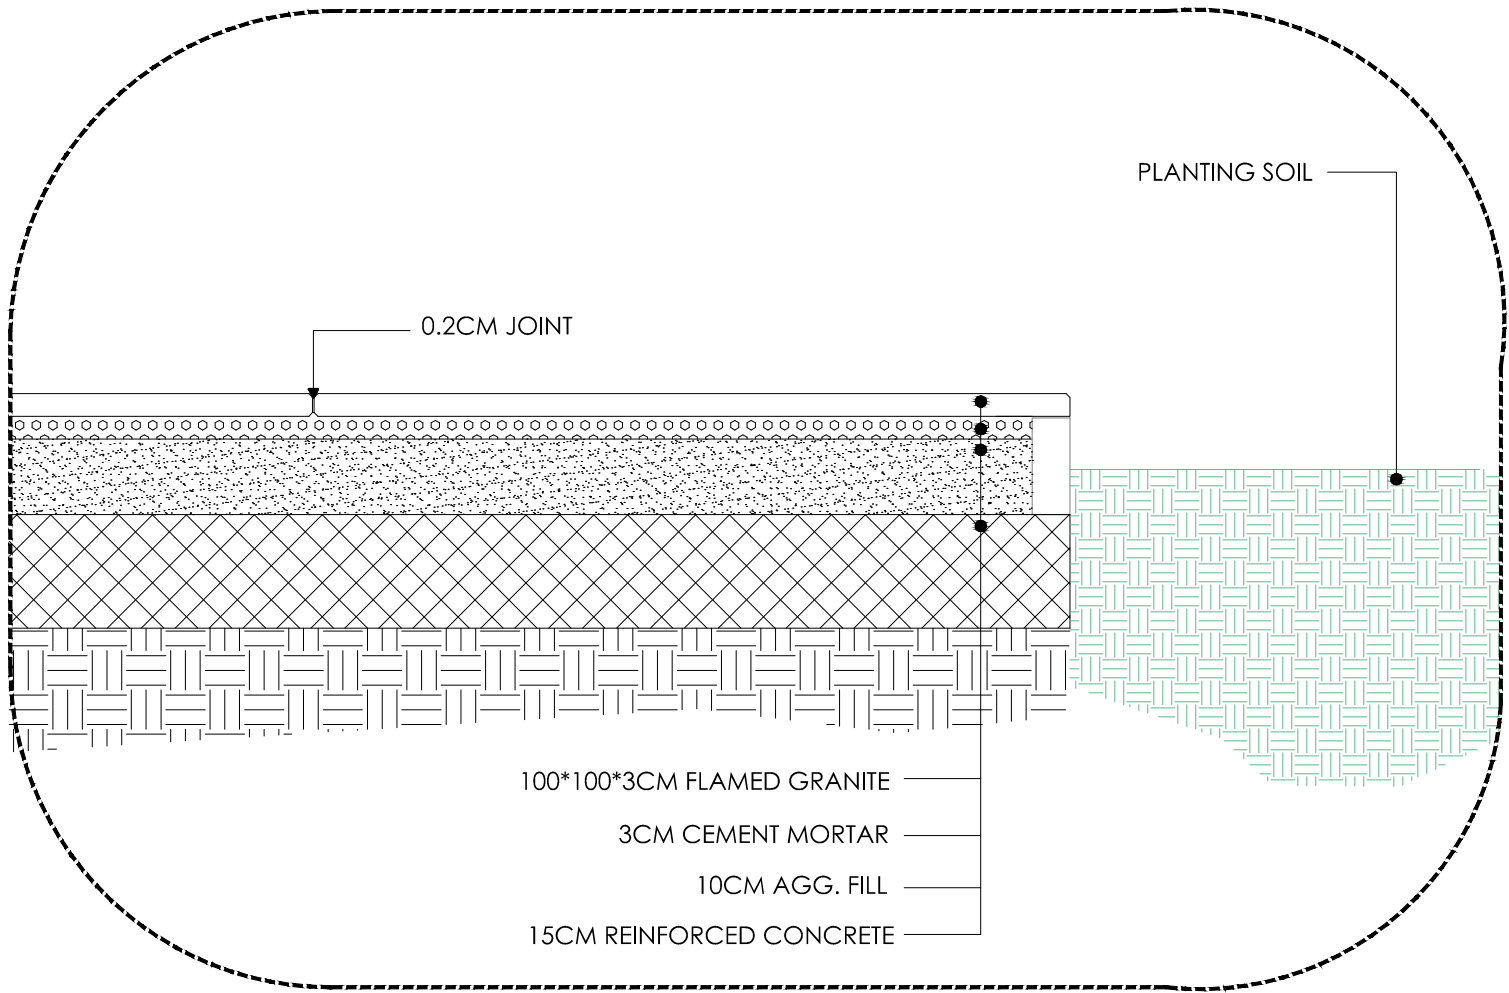 PLANTING SOIL
0.2CM JOINT
100*100*3CM FLAMED GRANITE
3CM CEMENT MORTAR
10CM AGG. FILL
15CM REINFORCED CONCRETE